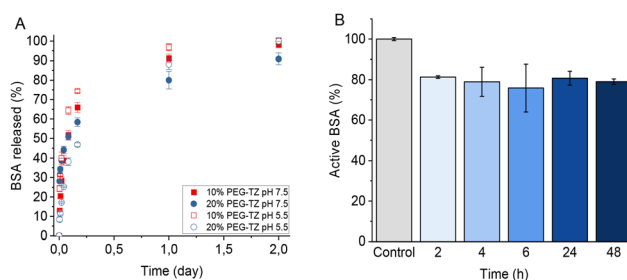 A
BSA released (%)
100
90
80
70
60
50
40
30
20
10
0
0,0 0,5 1,0 1,5 2,0
Time (day)
10% PEG-TZ pH 7.5
20% PEG-TZ pH 7.5
10% PEG-TZ pH 5.5
20% PEG-TZ pH 5.5
B
Active BSA (%)
100
80
60
40
20
0
Control 2 4 6 24 48
Time (h)